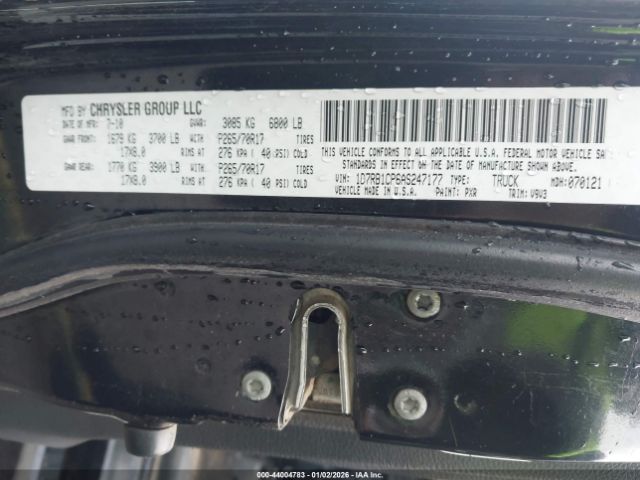 MFD BY CHRYSLER GROUP LLC
DATE OF MFR: 7-10 GVWR: 3085 KG 6800 LB
GAWR FRONT: 1679 KG 3700 LB WITH P265/70R17 TIRES
17X8.0 RIMS AT 276 KPA ( 40 PSI) COLD
GAWR REAR: 1770 KG 3900 LB WITH P265/70R17 TIRES
17X8.0 RIMS AT 276 KPA ( 40 PSI) COLD
THIS VEHICLE CONFORMS TO ALL APPLICABLE U.S.A. FEDERAL MOTOR VEHICLE SA
STANDARDS IN EFFECT ON THE DATE OF MANUFACTURE SHOWN ABOVE.
VIN: 1D7RB1CP6AS247177 TYPE: TRUCK MDH: 070121
PAINT: PXR TRIM: V9V3
000-44004783 - 01/02/2026 - IAA Inc.